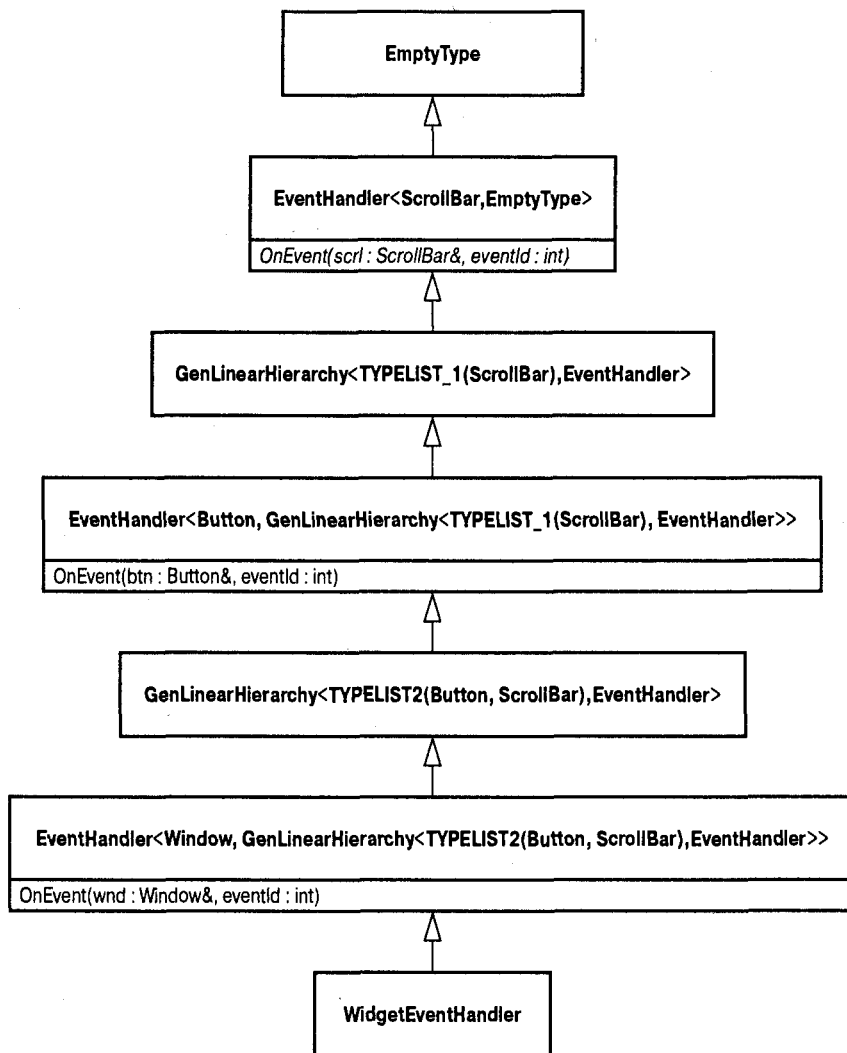 EmptyType
EventHandler<ScrollBar,EmptyType>
OnEvent(scrl : ScrollBar&, eventId : int)
GenLinearHierarchy<TYPELIST_1(ScrollBar),EventHandler>
EventHandler<Button, GenLinearHierarchy<TYPELIST_1(ScrollBar), EventHandler>>
OnEvent(btn : Button&, eventId : int)
GenLinearHierarchy<TYPELIST2(Button, ScrollBar),EventHandler>
EventHandler<Window, GenLinearHierarchy<TYPELIST2(Button, ScrollBar),EventHandler>>
OnEvent(wnd : Window&, eventId : int)
WidgetEventHandler